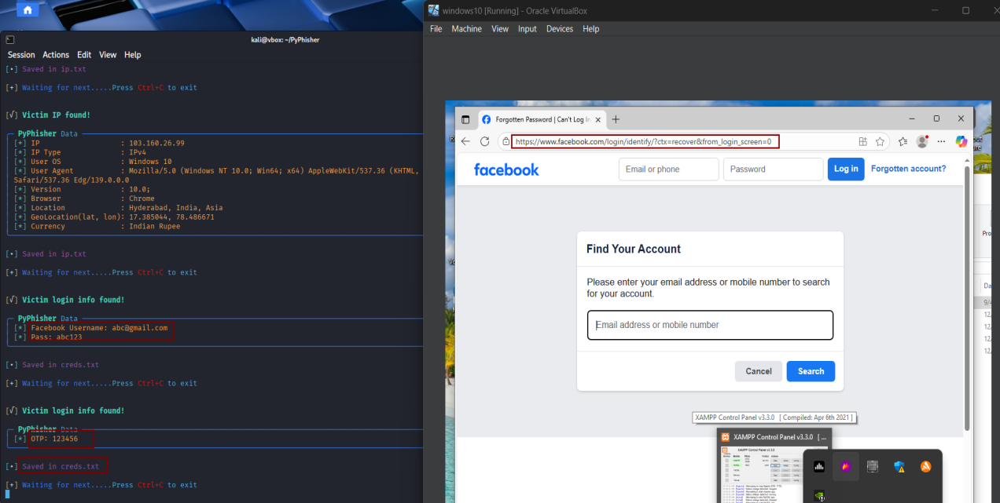 kali@vbox: ~/PyPhisher
Session Actions Edit View Help
[•] Saved in ip.txt
[+] Waiting for next.....Press Ctrl+C to exit
[√] Victim IP found!
PyPhisher Data
[*] IP : 103.160.26.99
[*] IP Type : IPv4
[*] User OS : Windows 10
[*] User Agent : Mozilla/5.0 (Windows NT 10.0; Win64; x64) AppleWebKit/537.36 (KHTML,
Safari/537.36 Edg/139.0.0.0
[*] Version : 10.0;
[*] Browser : Chrome
[*] Location : Hyderabad, India, Asia
[*] GeoLocation(lat, lon): 17.385044, 78.486671
[*] Currency : Indian Rupee
[•] Saved in ip.txt
[+] Waiting for next.....Press Ctrl+C to exit
[√] Victim login info found!
PyPhisher Data
[*] Facebook Username: abc@gmail.com
[*] Pass: abc123
[•] Saved in creds.txt
[+] Waiting for next.....Press Ctrl+C to exit
[√] Victim login info found!
PyPhisher Data
[*] OTP: 123456
[•] Saved in creds.txt
[+] Waiting for next.....Press Ctrl+C to exit
windows10 [Running] - Oracle VirtualBox
File Machine View Input Devices Help
Forgotten Password | Can't Log In
https://www.facebook.com/login/identify/?ctx=recover&from_login_screen=0
facebook
Email or phone
Password
Log in
Forgotten account?
Find Your Account
Please enter your email address or mobile number to search
for your account.
Email address or mobile number
Cancel
Search
XAMPP Control Panel v3.3.0 [ Compiled: Apr 6th 2021 ]
XAMPP Control Panel v3.3.0 [ ...
XAMPP Control Panel v3.3.0